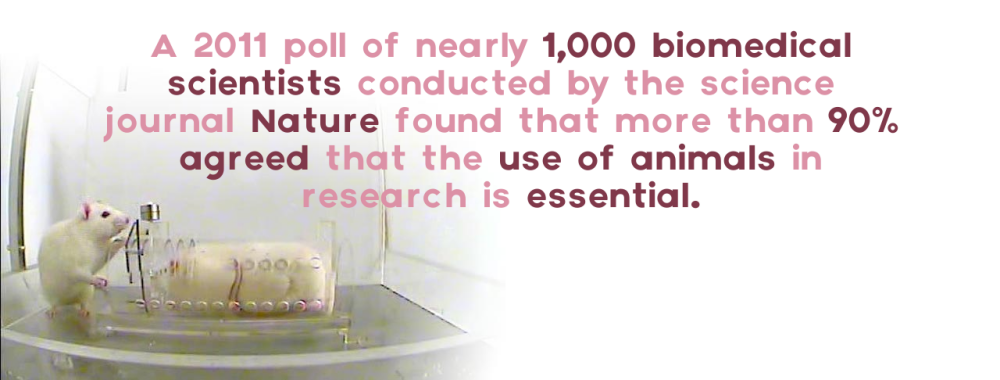 A 2011 poll of nearly 1,000 biomedical
scientists conducted by the science
journal Nature found that more than 90%
agreed that the use of animals in
research is essential.